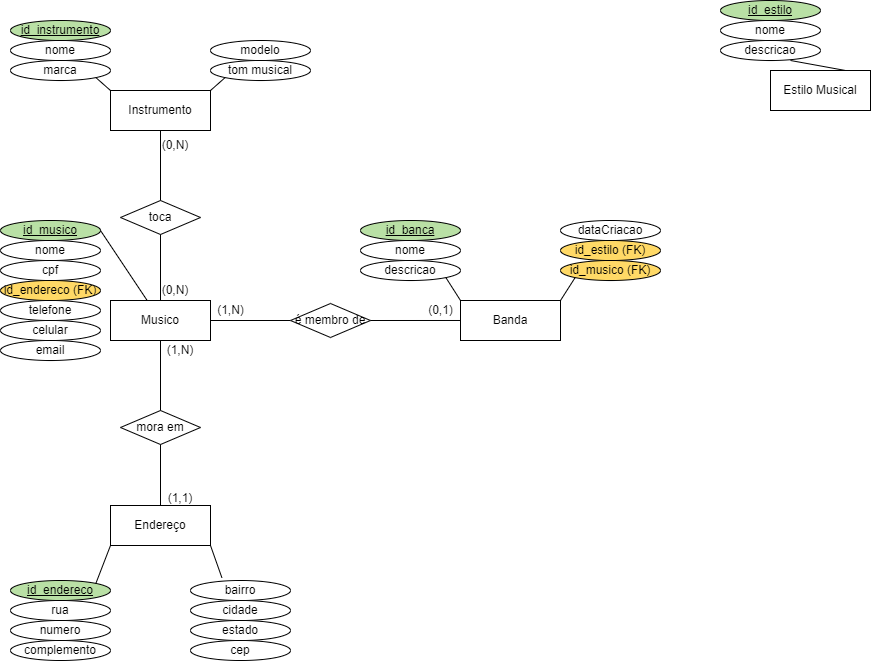 id_instrumento
nome
marca
modelo
tom musical
Instrumento
(0,N)
toca
(0,N)
id_estilo
nome
descricao
Estilo Musical
id_musico
nome
cpf
id_endereco (FK)
telefone
celular
email
Musico
(1,N)
é membro de
(0,1)
id_banca
nome
descricao
dataCriacao
id_estilo (FK)
id_musico (FK)
Banda
(1,N)
mora em
(1,1)
Endereço
id_endereco
rua
numero
complemento
bairro
cidade
estado
cep